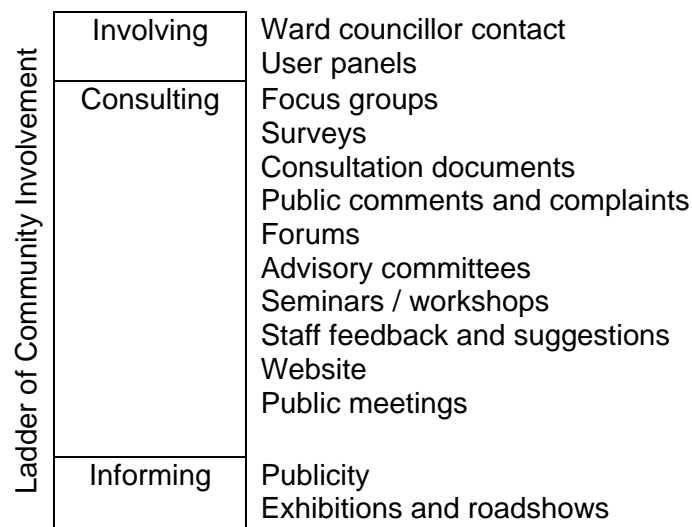 Ladder of Community Involvement
Involving
Ward councillor contact
User panels
Consulting
Focus groups
Surveys
Consultation documents
Public comments and complaints
Forums
Advisory committees
Seminars / workshops
Staff feedback and suggestions
Website
Public meetings
Informing
Publicity
Exhibitions and roadshows